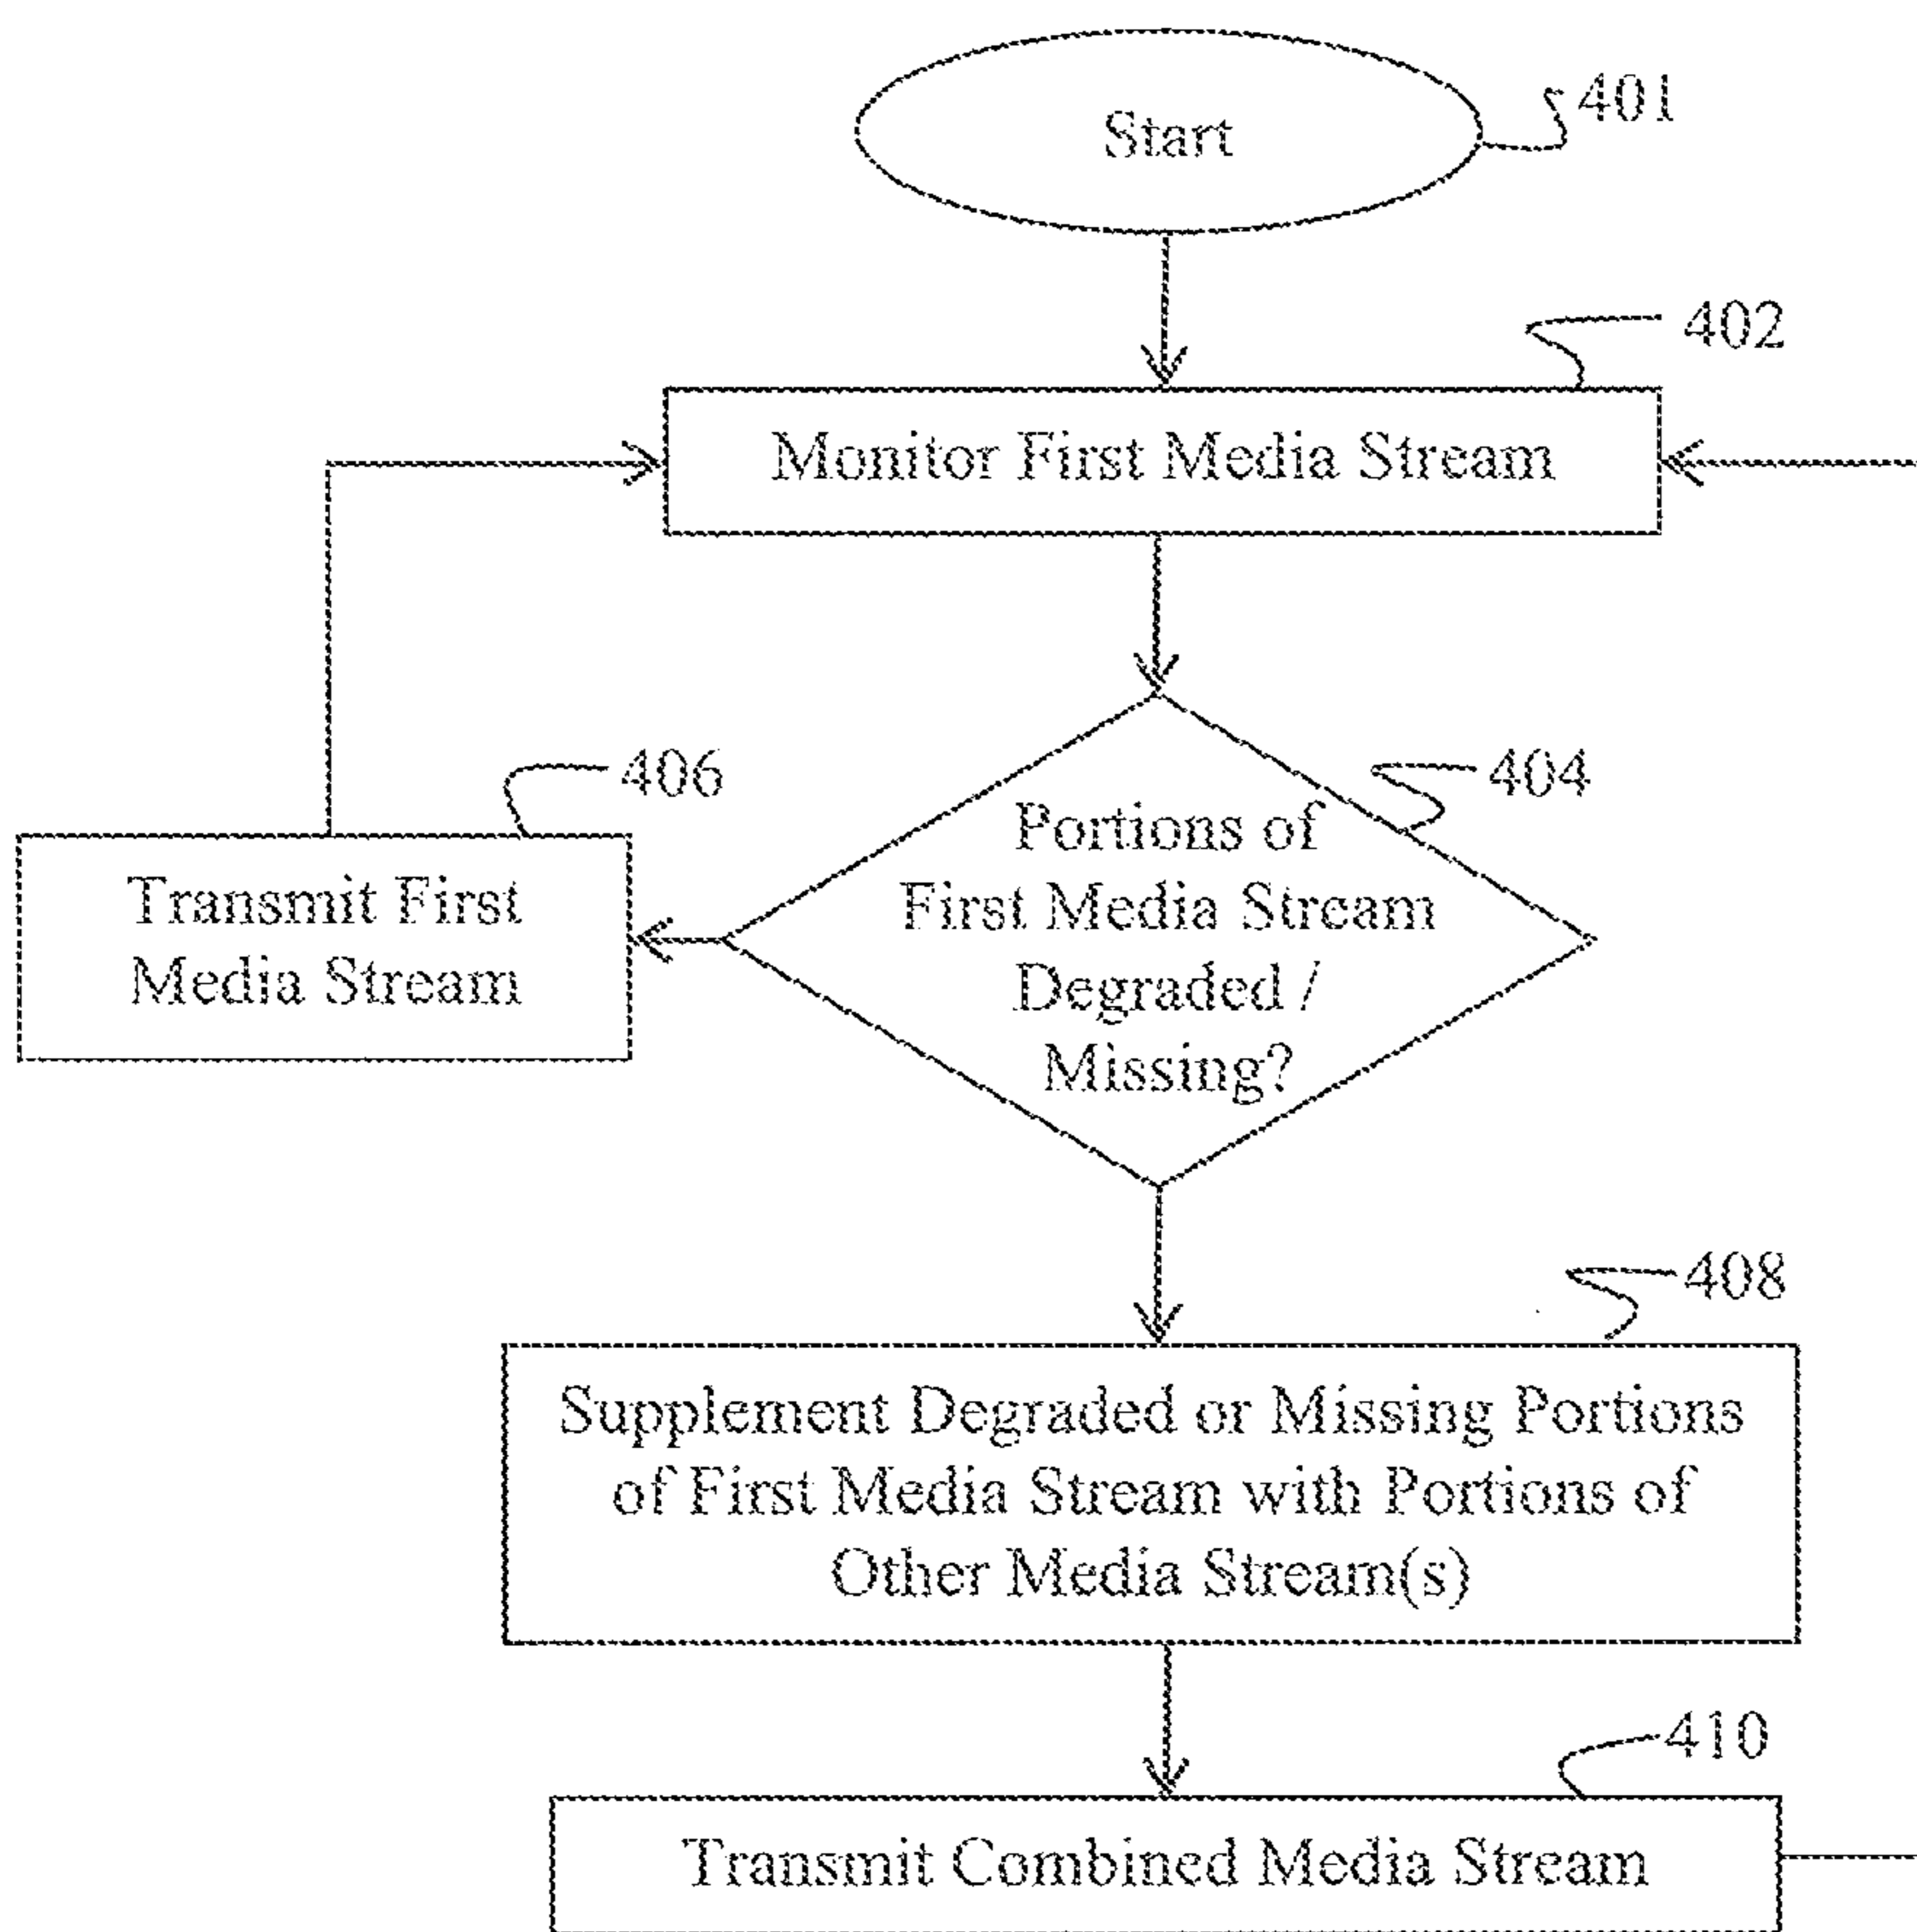 Start
401
402
Monitor First Media Stream
406
404
Transmit First
Media Stream
Portions of
First Media Stream
Degraded /
Missing?
408
Supplement Degraded or Missing Portions
of First Media Stream with Portions of
Other Media Stream(s)
410
Transmit Combined Media Stream